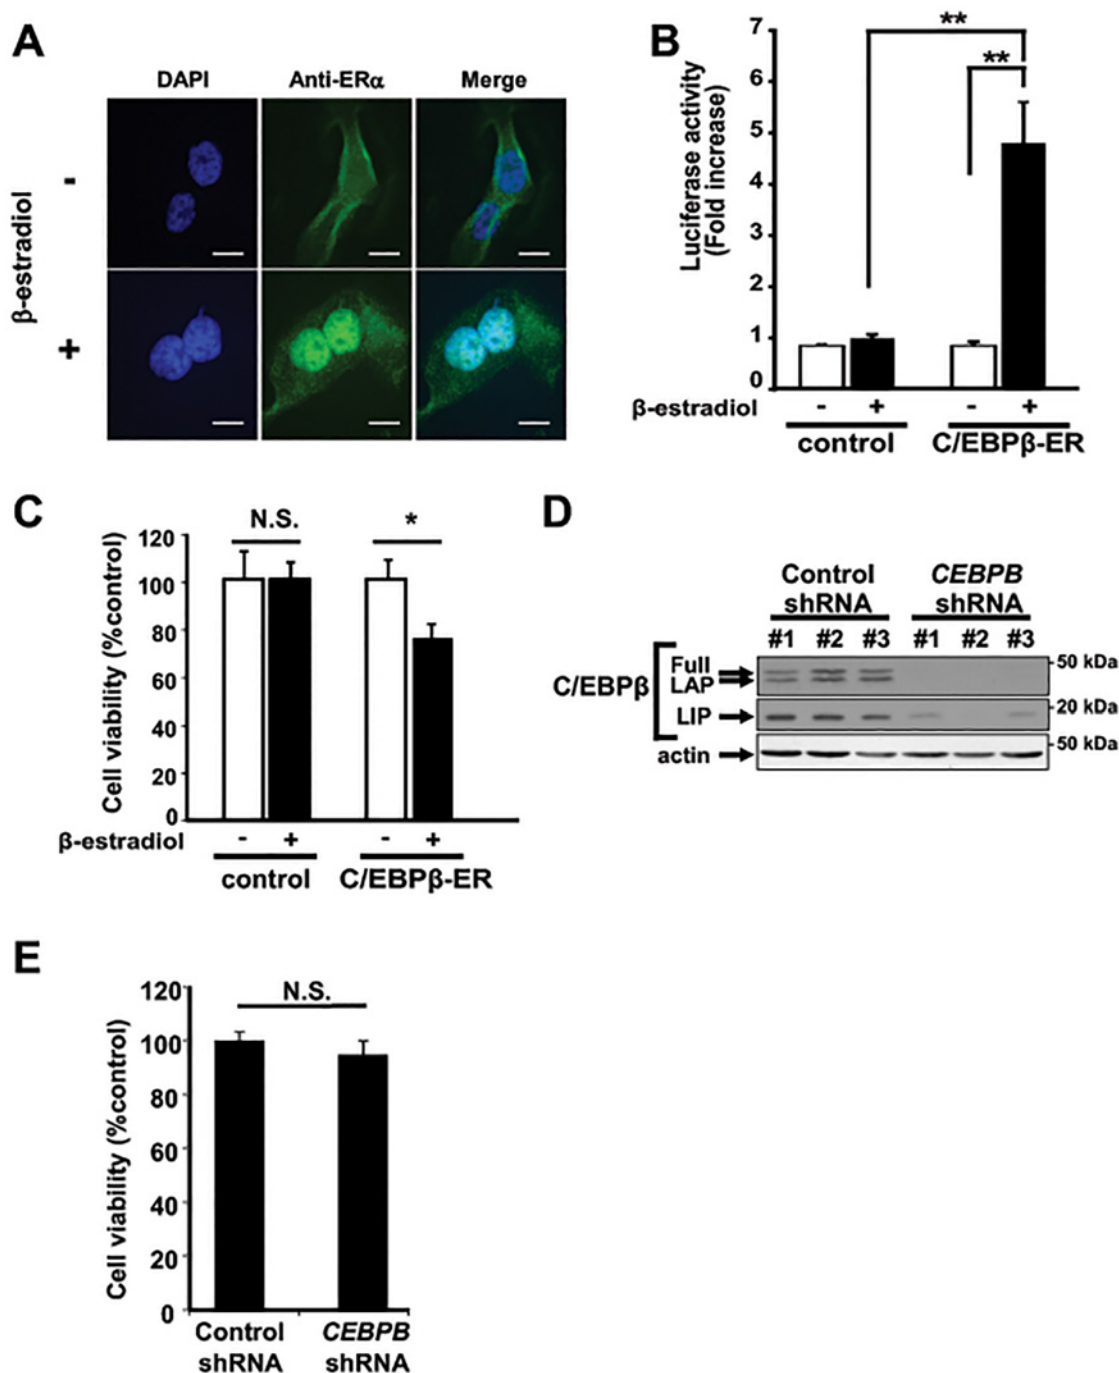 A
DAPI Anti-ERα Merge
β-estradiol
-
+
B
Luciferase activity
(Fold increase)
7
6
5
4
3
2
1
0
**
**
β-estradiol - + - +
control C/EBPβ-ER
C
Cell viability (%control)
120
100
80
60
40
20
0
N.S. *
β-estradiol - + - +
control C/EBPβ-ER
D
Control CEBPB
shRNA shRNA
#1 #2 #3 #1 #2 #3
C/EBPβ
Full
LAP
LIP
actin
50 kDa
20 kDa
50 kDa
E
Cell viability (%control)
120
100
80
60
40
20
0
N.S.
Control CEBPB
shRNA shRNA